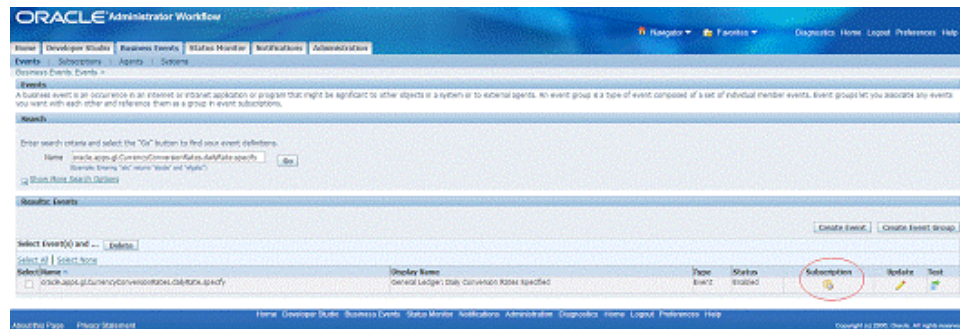 ORACLE Administrator Workflow
Navigator Favorites Diagnostics Home Logout Preferences Help
Home Developer Studio Business Events Status Monitor Notifications Administration
Events Subscriptions Agents Systems
Business Events: Events >
Events
A business event is an occurrence in an internet or intranet application or program that might be significant to other objects in a system or to external agents. An event group is a type of event composed of a set of individual member events. Event groups let you associate any events
you want with each other and reference them as a group in event subscriptions.
Search
Enter search criteria and select the "Go" button to find your event definitions.
Name oracle.apps.gl.CurrencyConversionRates.dailyRate.specify Go
Show More Search Options
Results: Events
Create Event Create Event Group
Select Event(s) and ... Delete
Select All | Select None
Select Name Display Name Type Status Subscription Update Test
oracle.apps.gl.CurrencyConversionRates.dailyRate.specify General Ledger: Daily Conversion Rates Specified Event Enabled
Home Developer Studio Business Events Status Monitor Notifications Administration Diagnostics Home Logout Preferences Help
About this Page Privacy Statement Copyright (c) 2006, Oracle. All rights reserved.